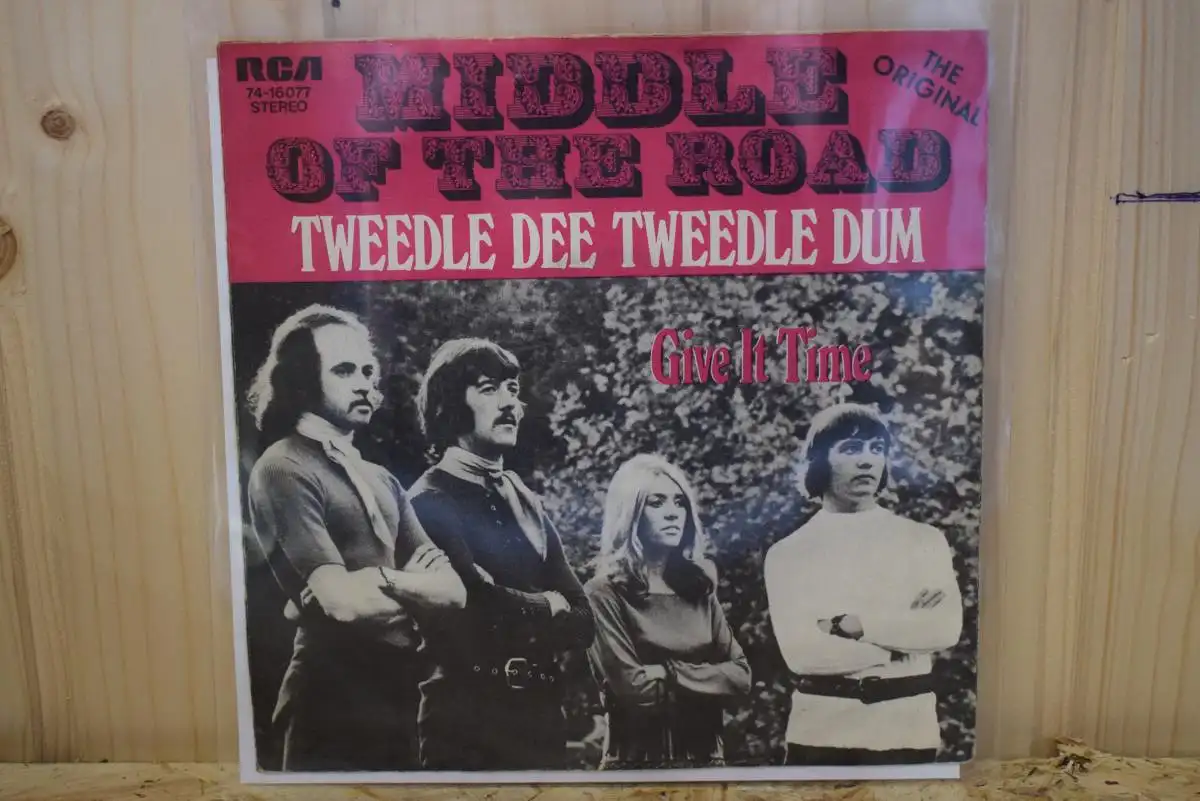 RCA
74-16077
STEREO
MIDDLE
OF THE ROAD
THE
ORIGINAL
TWEEDLE DEE TWEEDLE DUM
Give It Time